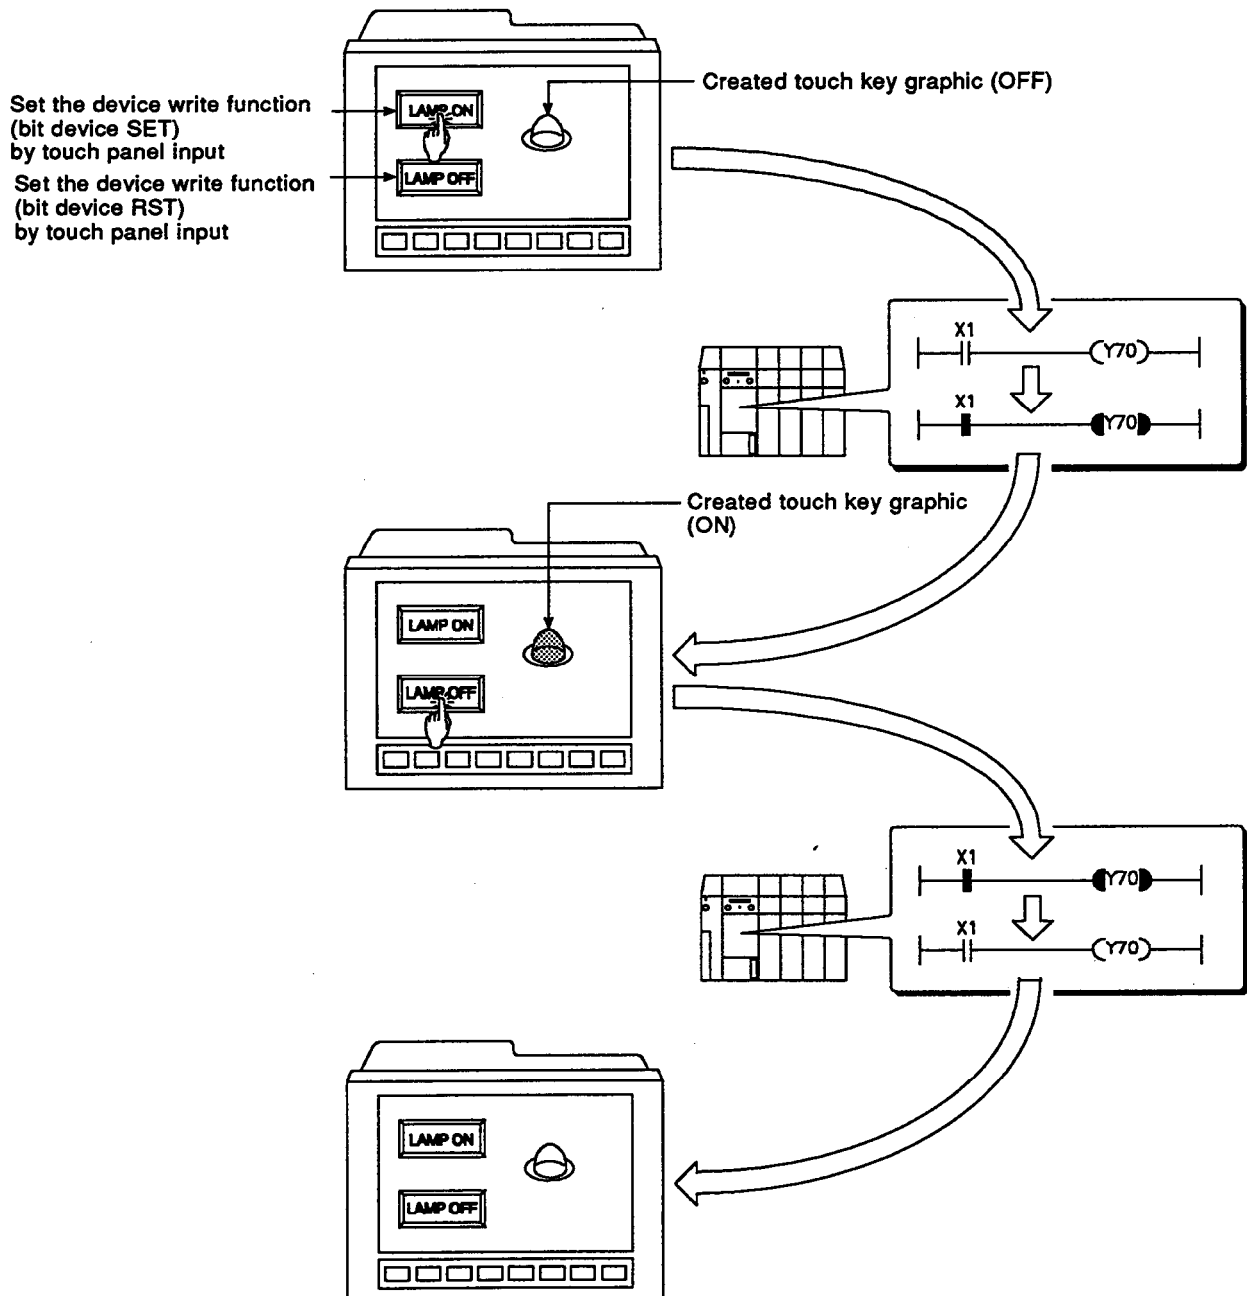 Created touch key graphic (OFF)
Set the device write function
(bit device SET)
by touch panel input
LAMP ON
Set the device write function
(bit device RST)
by touch panel input
LAMP OFF
X1
Y70
X1
Y70
Created touch key graphic
(ON)
LAMP ON
LAMP OFF
X1
Y70
X1
Y70
LAMP ON
LAMP OFF